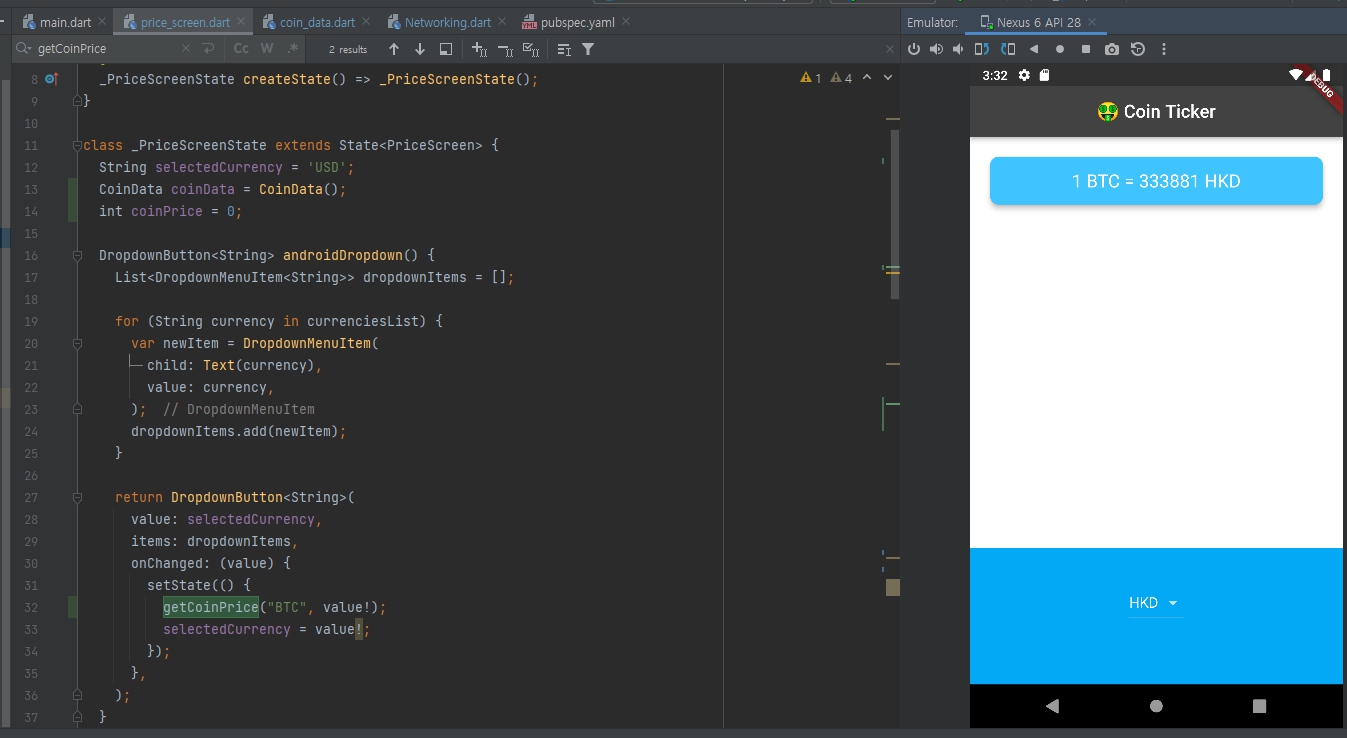 main.dart
price_screen.dart
coin_data.dart
Networking.dart
pubspec.yaml
Emulator:
Nexus 6 API 28
getCoinPrice
Cc
W
.*
2 results
1
4
8 _PriceScreenState createState() => _PriceScreenState();
9 }
10
11 class _PriceScreenState extends State<PriceScreen> {
12 String selectedCurrency = 'USD';
13 CoinData coinData = CoinData();
14 int coinPrice = 0;
15
16 DropdownButton<String> androidDropdown() {
17 List<DropdownMenuItem<String>> dropdownItems = [];
18
19 for (String currency in currenciesList) {
20 var newItem = DropdownMenuItem(
21 child: Text(currency),
22 value: currency,
23 ); // DropdownMenuItem
24 dropdownItems.add(newItem);
25 }
26
27 return DropdownButton<String>(
28 value: selectedCurrency,
29 items: dropdownItems,
30 onChanged: (value) {
31 setState(() {
32 getCoinPrice("BTC", value!);
33 selectedCurrency = value!;
34 });
35 },
36 );
37 }
3:32
DEBUG
Coin Ticker
1 BTC = 333881 HKD
HKD